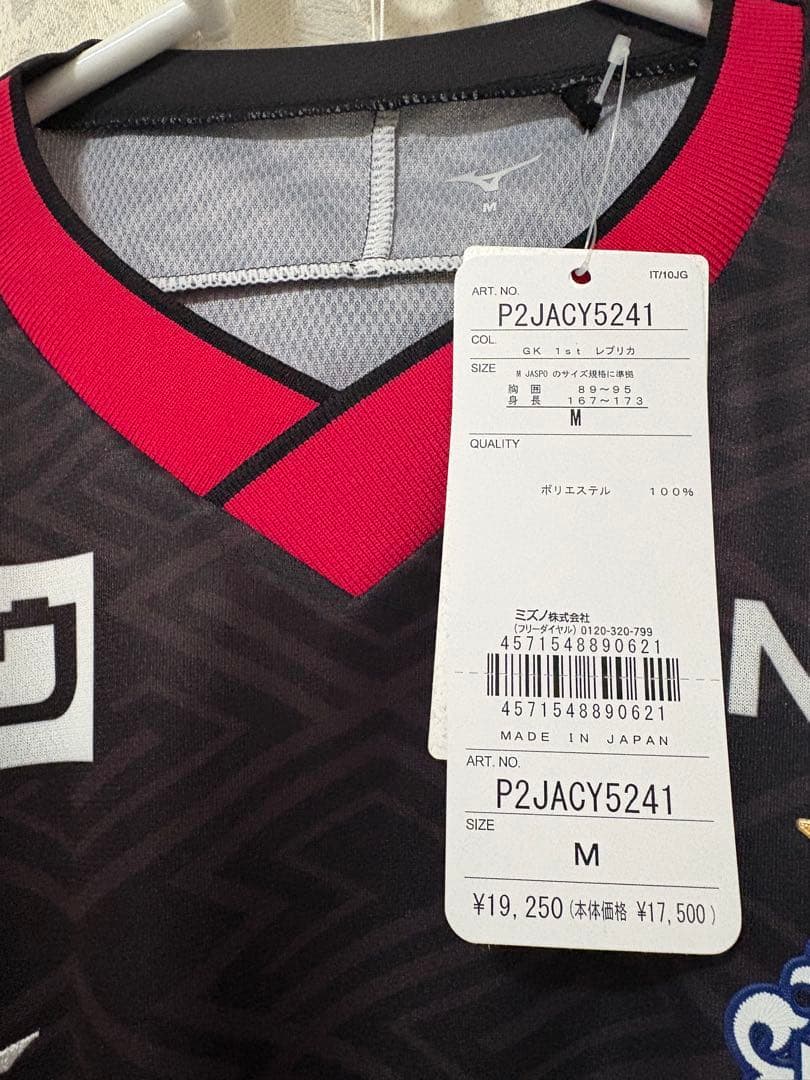 M
IT/10JG
ART. NO.
P2JACY5241
COL.
GK 1st レプリカ
SIZE
M JASPO のサイズ規格に準拠
胸 囲 89～95
身 長 167～173
M
QUALITY
ポリエステル 100%
ミズノ株式会社
(フリーダイヤル) 0120-320-799
4571548890621
4571548890621
MADE IN JAPAN
ART. NO.
P2JACY5241
SIZE
M
¥19,250 (本体価格 ¥17,500)